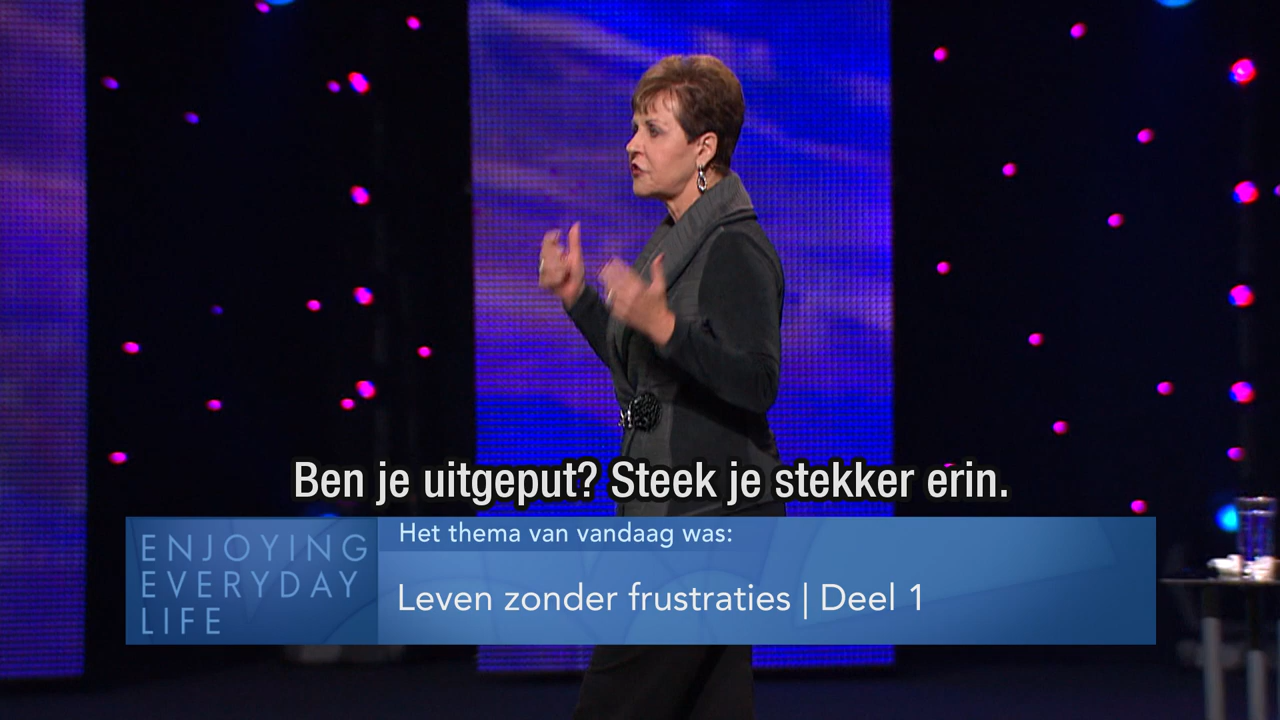 Ben je uitgeput? Steek je stekker erin.
Het thema van vandaag was:
ENJOYING
EVERYDAY
LIFE
Leven zonder frustraties | Deel 1